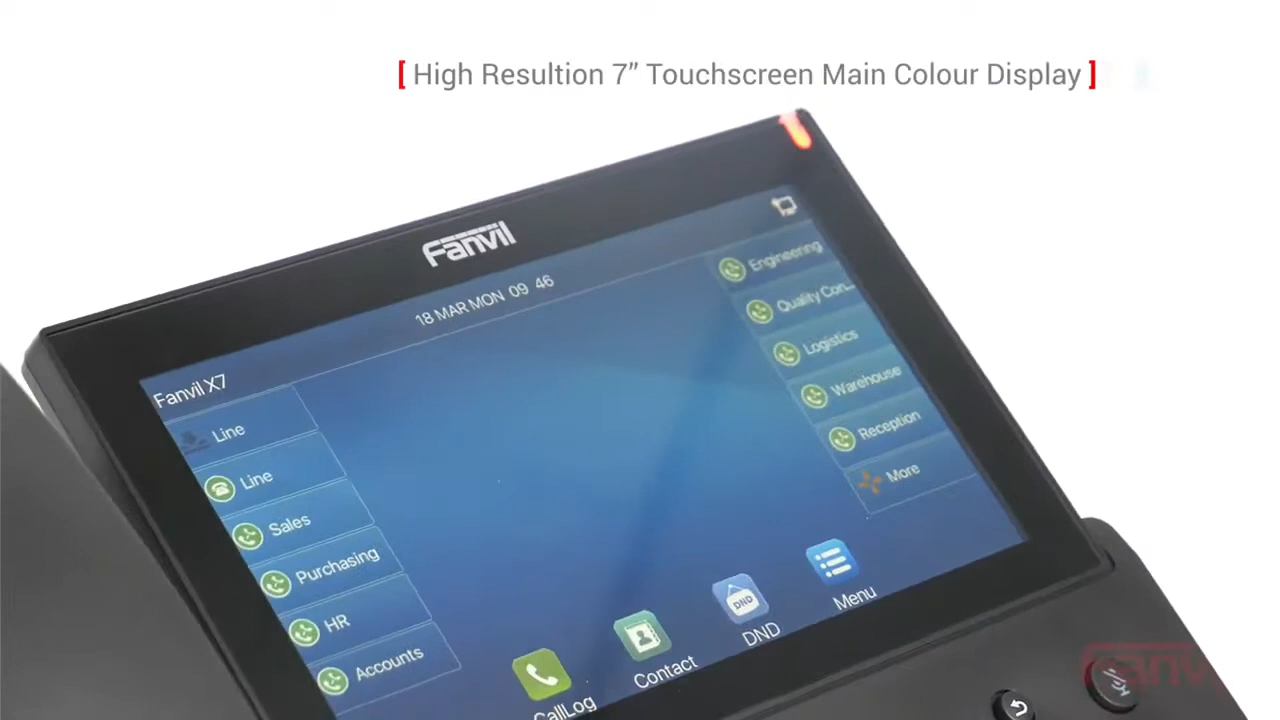 [ High Resultion 7” Touchscreen Main Colour Display ]
Fanvil
18 MAR MON 09 46
Fanvil X7
Line
Line
Sales
Purchasing
HR
Accounts
Engineering
Quality Con...
Logistics
Warehouse
Reception
More
CallLog
Contact
DND
DND
Menu